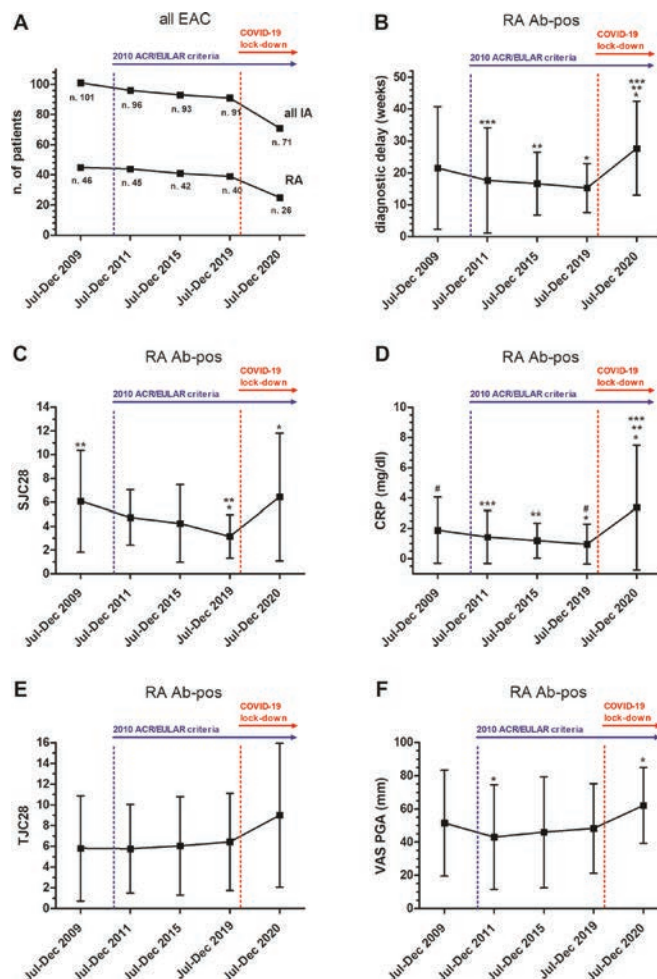 A
all EAC
COVID-19
lock-down
2010 ACR/EULAR criteria
n. of patients
100
80
60
40
20
0
n. 101
n. 96
n. 93
n. 91
all IA
n. 71
n. 46
n. 45
n. 42
n. 40
RA
n. 26
Jul-Dec 2009
Jul-Dec 2011
Jul-Dec 2015
Jul-Dec 2019
Jul-Dec 2020
B
RA Ab-pos
COVID-19
lock-down
2010 ACR/EULAR criteria
diagnostic delay (weeks)
50
40
30
20
10
0
***
**
*
***
**
*
Jul-Dec 2009
Jul-Dec 2011
Jul-Dec 2015
Jul-Dec 2019
Jul-Dec 2020
C
RA Ab-pos
COVID-19
lock-down
2010 ACR/EULAR criteria
SJC28
14
12
10
8
6
4
2
0
**
**
*
*
Jul-Dec 2009
Jul-Dec 2011
Jul-Dec 2015
Jul-Dec 2019
Jul-Dec 2020
D
RA Ab-pos
COVID-19
lock-down
2010 ACR/EULAR criteria
CRP (mg/dl)
10
8
6
4
2
0
#
***
**
#
*
***
**
*
Jul-Dec 2009
Jul-Dec 2011
Jul-Dec 2015
Jul-Dec 2019
Jul-Dec 2020
E
RA Ab-pos
COVID-19
lock-down
2010 ACR/EULAR criteria
TJC28
16
14
12
10
8
6
4
2
0
Jul-Dec 2009
Jul-Dec 2011
Jul-Dec 2015
Jul-Dec 2019
Jul-Dec 2020
F
RA Ab-pos
COVID-19
lock-down
2010 ACR/EULAR criteria
VAS PGA (mm)
100
80
60
40
20
0
*
*
Jul-Dec 2009
Jul-Dec 2011
Jul-Dec 2015
Jul-Dec 2019
Jul-Dec 2020